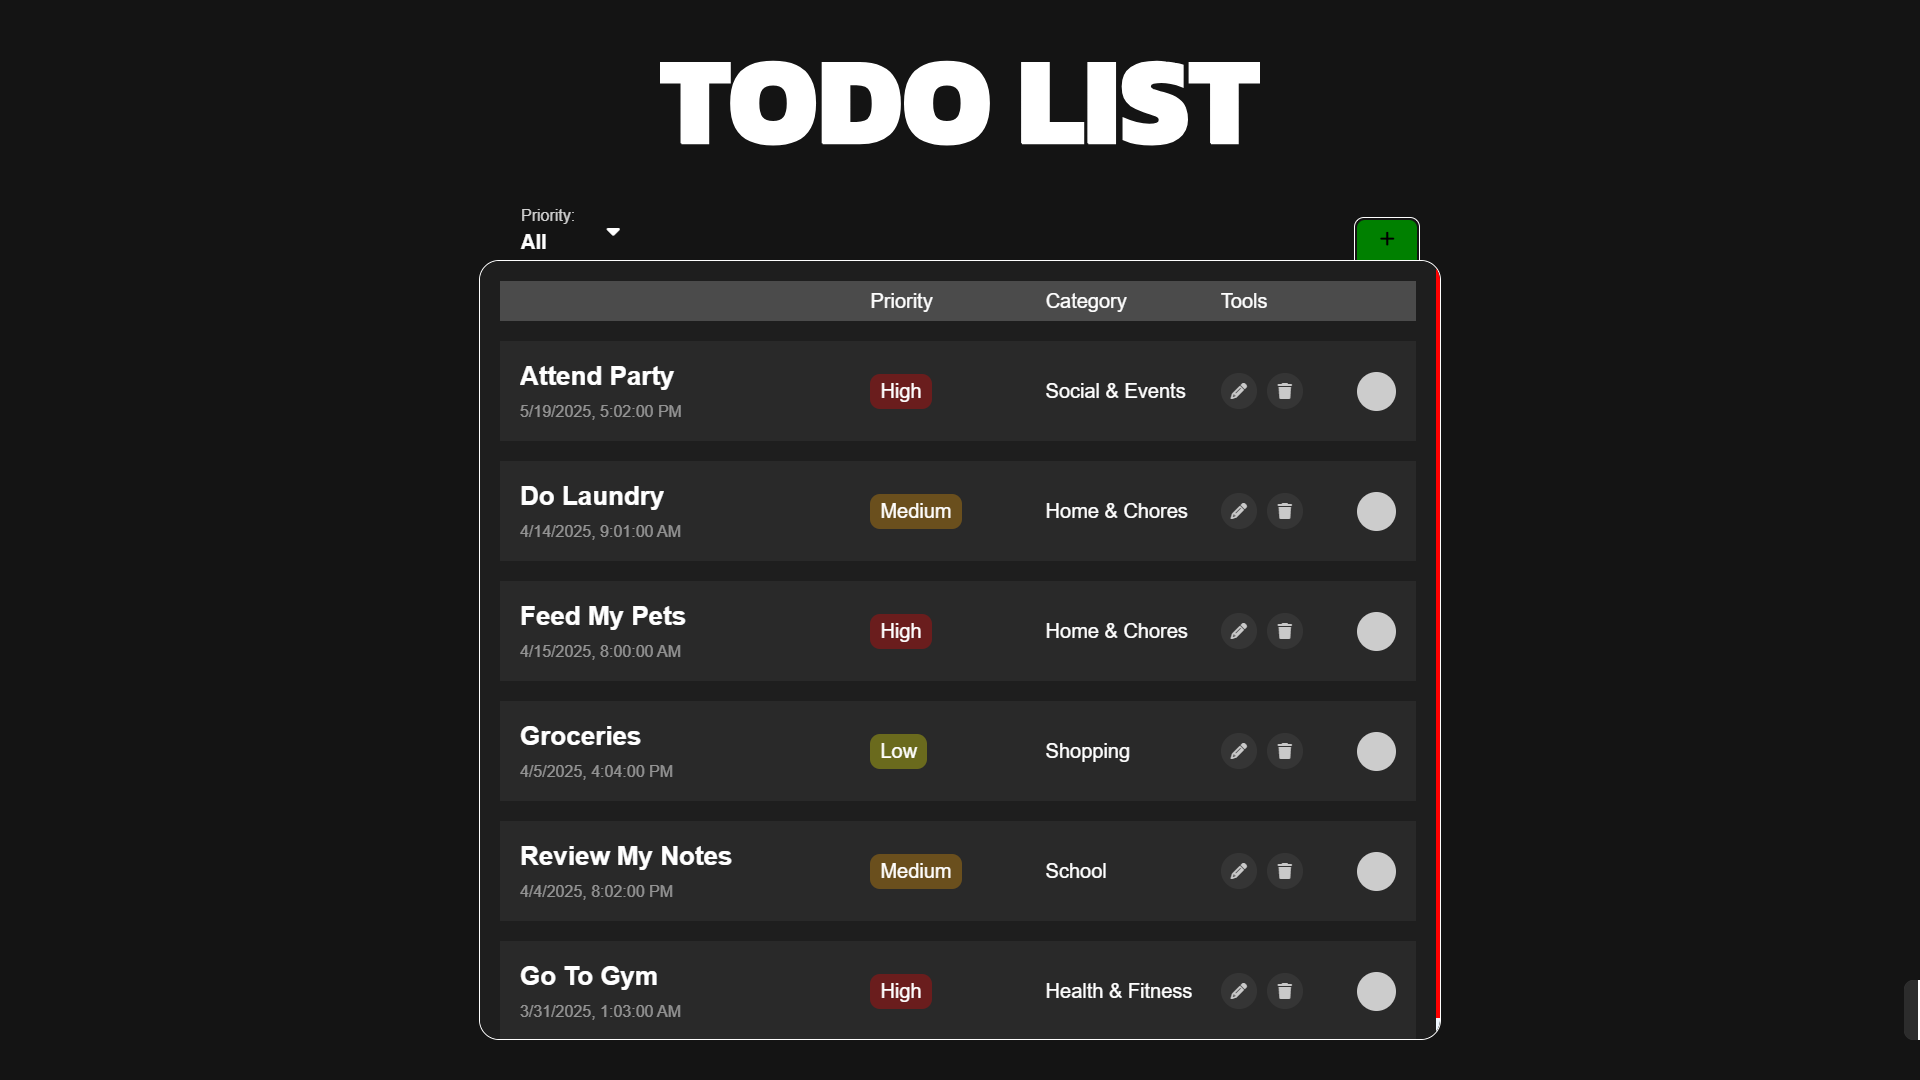 TODO LIST
Priority:
All
+
Priority Category Tools
Attend Party
5/19/2025, 5:02:00 PM
High
Social & Events
Do Laundry
4/14/2025, 9:01:00 AM
Medium
Home & Chores
Feed My Pets
4/15/2025, 8:00:00 AM
High
Home & Chores
Groceries
4/5/2025, 4:04:00 PM
Low
Shopping
Review My Notes
4/4/2025, 8:02:00 PM
Medium
School
Go To Gym
3/31/2025, 1:03:00 AM
High
Health & Fitness